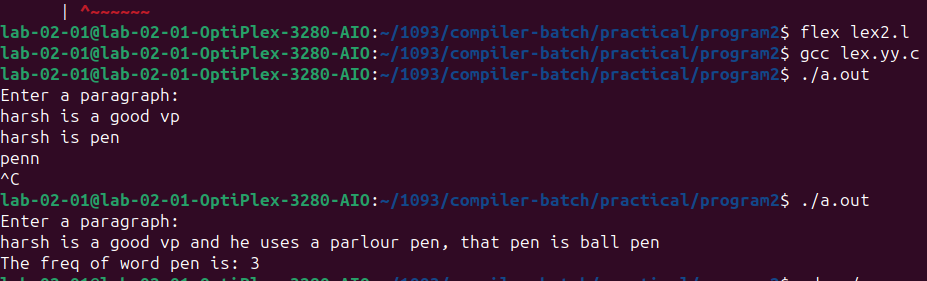 | ^~~~~~~
lab-02-01@lab-02-01-OptiPlex-3280-AIO:~/1093/compiler-batch/practical/program2$ flex lex2.l
lab-02-01@lab-02-01-OptiPlex-3280-AIO:~/1093/compiler-batch/practical/program2$ gcc lex.yy.c
lab-02-01@lab-02-01-OptiPlex-3280-AIO:~/1093/compiler-batch/practical/program2$ ./a.out
Enter a paragraph:
harsh is a good vp
harsh is pen
penn
^C
lab-02-01@lab-02-01-OptiPlex-3280-AIO:~/1093/compiler-batch/practical/program2$ ./a.out
Enter a paragraph:
harsh is a good vp and he uses a parlour pen, that pen is ball pen
The freq of word pen is: 3